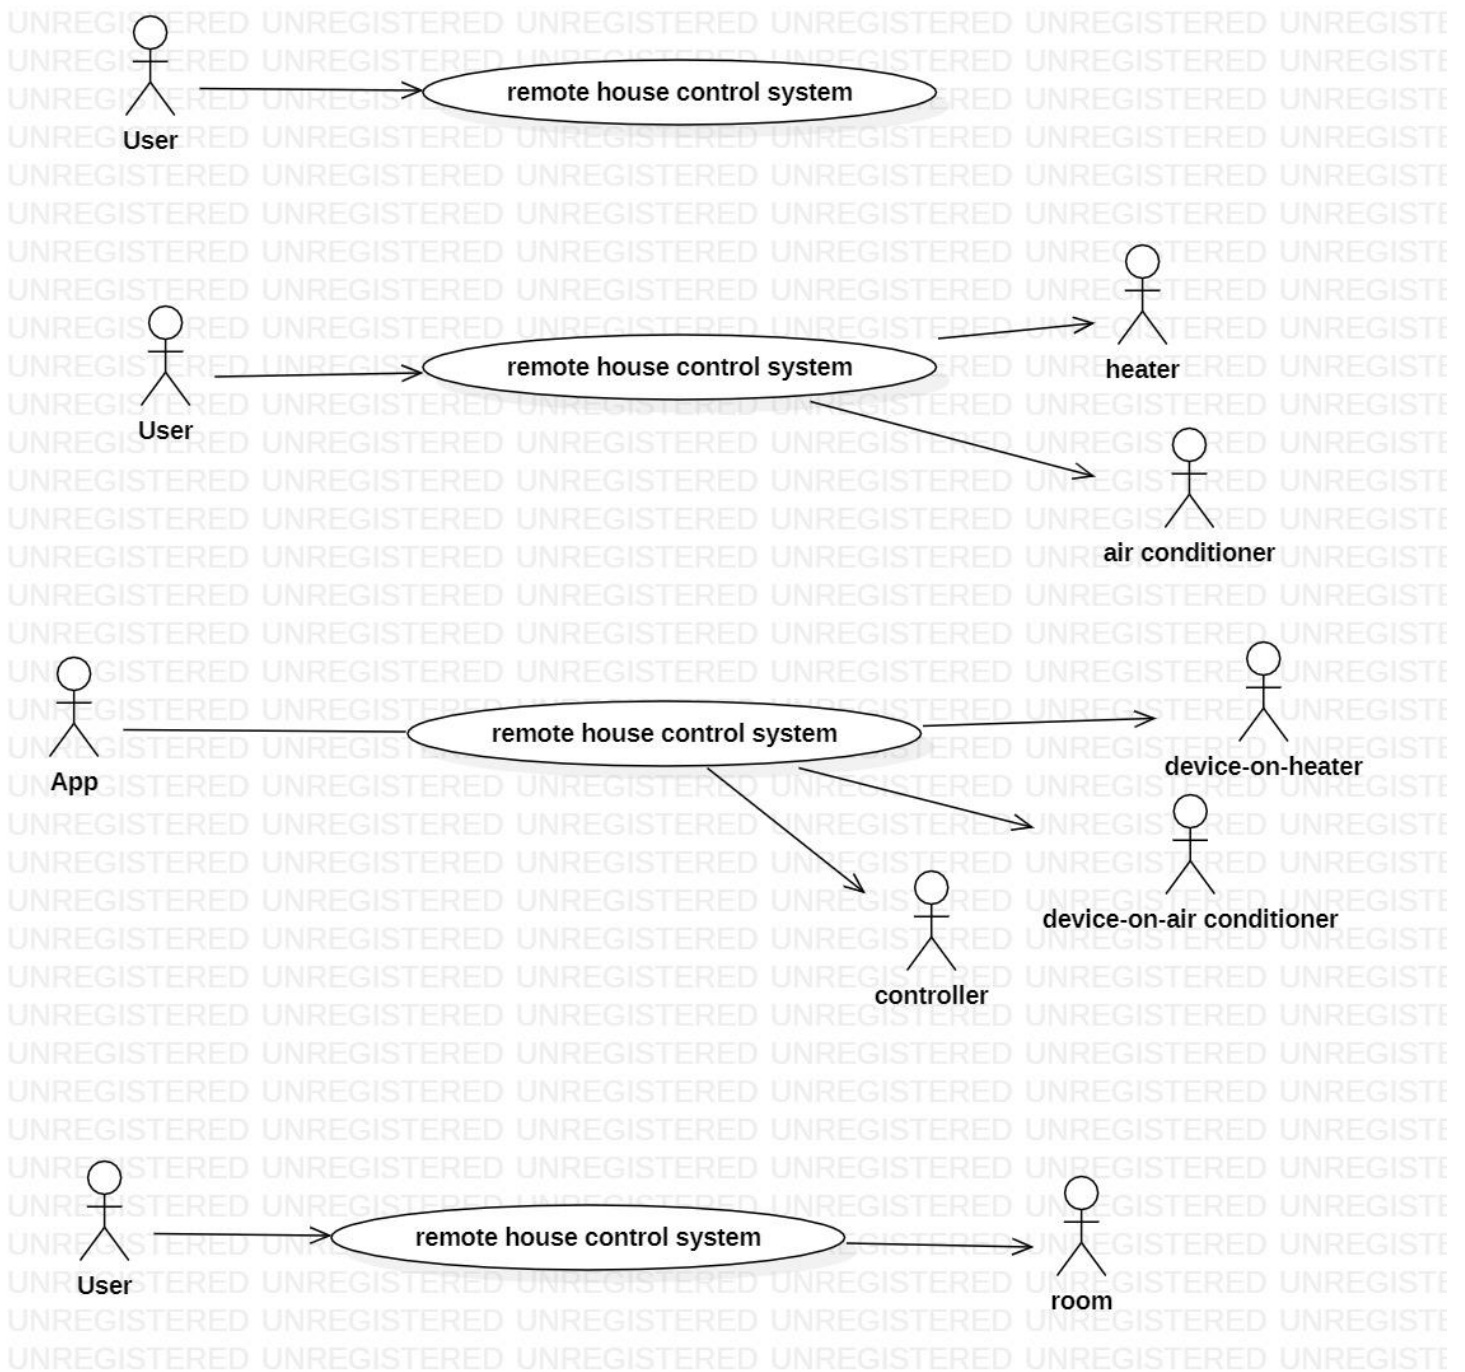 User
remote house control system
User
remote house control system
heater
air conditioner
App
remote house control system
device-on-heater
device-on-air conditioner
controller
User
remote house control system
room
UNREGISTERED